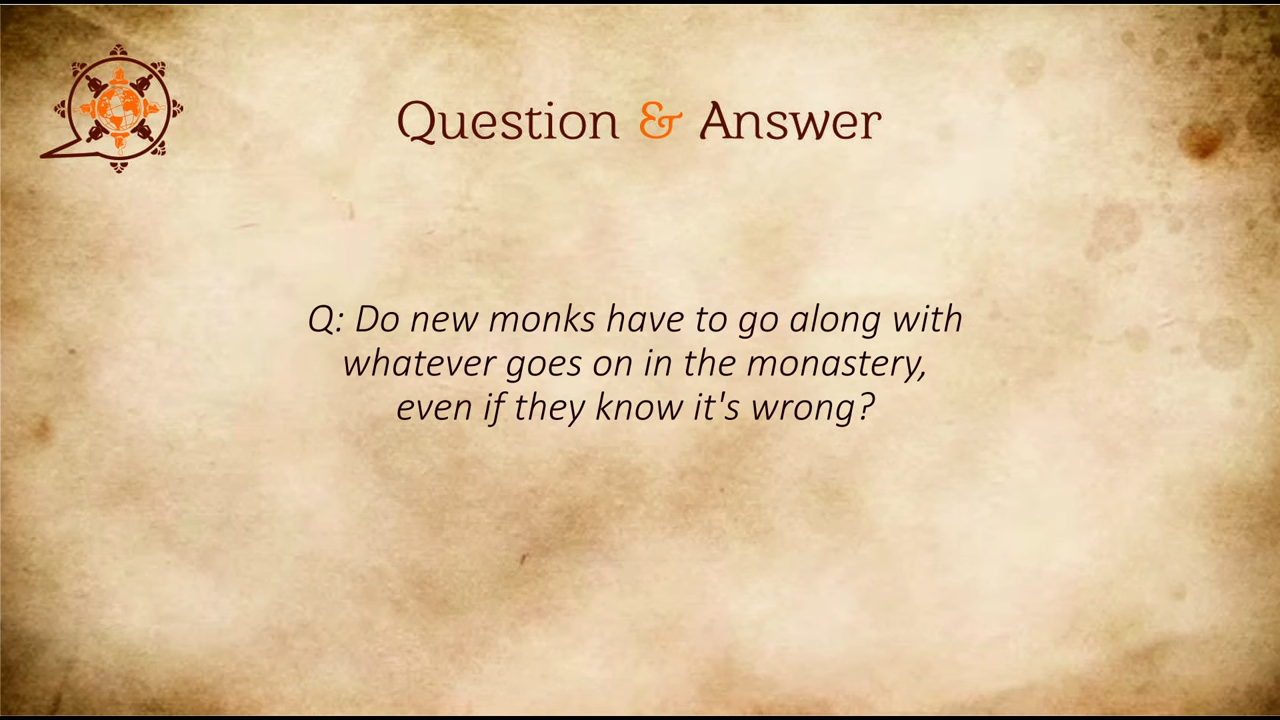 Question & Answer
Q: Do new monks have to go along with
whatever goes on in the monastery,
even if they know it's wrong?